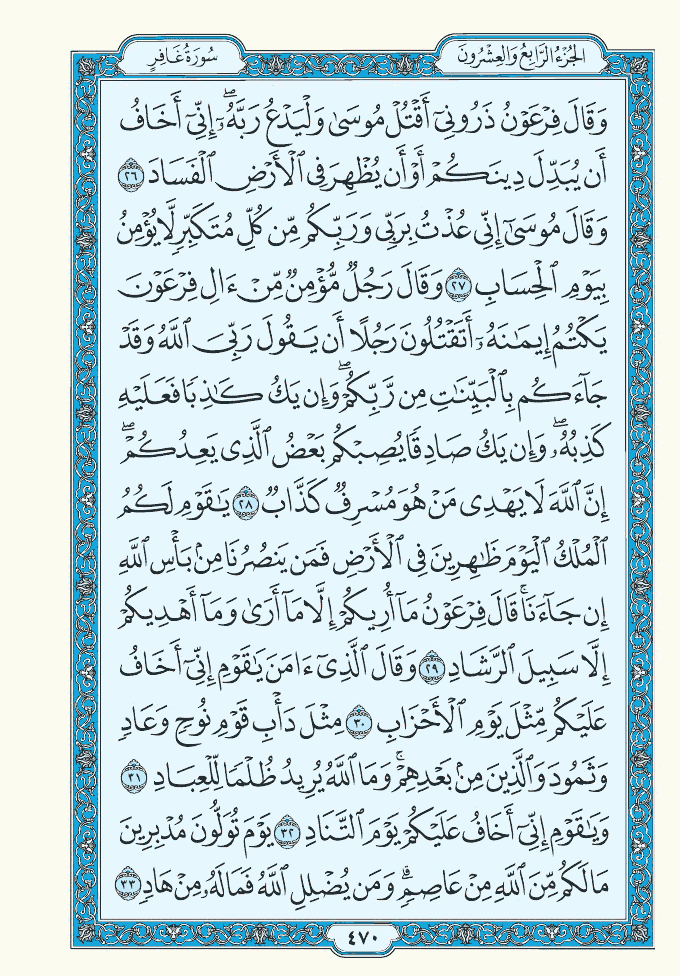 الجُزْءُ الرَّابِعُ وَالعِشْرُونَ
سُورَةُ غَافِرٍ
وَقَالَ فِرۡعَوۡنُ ذَرُونِيٓ أَقۡتُلۡ مُوسَىٰ وَلۡيَدۡعُ رَبَّهُۥٓۖ إِنِّيٓ أَخَافُ
أَن يُبَدِّلَ دِينَكُمۡ أَوۡ أَن يُظۡهِرَ فِي ٱلۡأَرۡضِ ٱلۡفَسَادَ ٢٦
وَقَالَ مُوسَىٰٓ إِنِّي عُذۡتُ بِرَبِّي وَرَبِّكُم مِّن كُلِّ مُتَكَبِّرٖ لَّا يُؤۡمِنُ
بِيَوۡمِ ٱلۡحِسَابِ ٢٧ وَقَالَ رَجُلٞ مُّؤۡمِنٞ مِّنۡ ءَالِ فِرۡعَوۡنَ
يَكۡتُمُ إِيمَٰنَهُۥٓ أَتَقۡتُلُونَ رَجُلًا أَن يَقُولَ رَبِّيَ ٱللَّهُ وَقَدۡ
جَآءَكُم بِٱلۡبَيِّنَٰتِ مِن رَّبِّكُمۡۖ وَإِن يَكُ كَٰذِبٗا فَعَلَيۡهِ
كَذِبُهُۥۖ وَإِن يَكُ صَادِقٗا يُصِبۡكُم بَعۡضُ ٱلَّذِي يَعِدُكُمۡۖ
إِنَّ ٱللَّهَ لَا يَهۡدِي مَنۡ هُوَ مُسۡرِفٞ كَذَّابٞ ٢٨ يَٰقَوۡمِ لَكُمُ
ٱلۡمُلۡكُ ٱلۡيَوۡمَ ظَٰهِرِينَ فِي ٱلۡأَرۡضِ فَمَن يَنصُرُنَا مِنۢ بَأۡسِ ٱللَّهِ
إِن جَآءَنَاۚ قَالَ فِرۡعَوۡنُ مَآ أُرِيكُمۡ إِلَّا مَآ أَرَىٰ وَمَآ أَهۡدِيكُمۡ
إِلَّا سَبِيلَ ٱلرَّشَادِ ٢٩ وَقَالَ ٱلَّذِيٓ ءَامَنَ يَٰقَوۡمِ إِنِّيٓ أَخَافُ
عَلَيۡكُم مِّثۡلَ يَوۡمِ ٱلۡأَحۡزَابِ ٣٠ مِثۡلَ دَأۡبِ قَوۡمِ نُوحٖ وَعَادٖ
وَثَمُودَ وَٱلَّذِينَ مِنۢ بَعۡدِهِمۡۚ وَمَا ٱللَّهُ يُرِيدُ ظُلۡمٗا لِّلۡعِبَادِ ٣١
وَيَٰقَوۡمِ إِنِّيٓ أَخَافُ عَلَيۡكُمۡ يَوۡمَ ٱلتَّنَادِ ٣٢ يَوۡمَ تُوَلُّونَ مُدۡبِرِينَ
مَا لَكُم مِّنَ ٱللَّهِ مِنۡ عَاصِمٖۗ وَمَن يُضۡلِلِ ٱللَّهُ فَمَا لَهُۥ مِنۡ هَادٖ ٣٣
٤٧٠